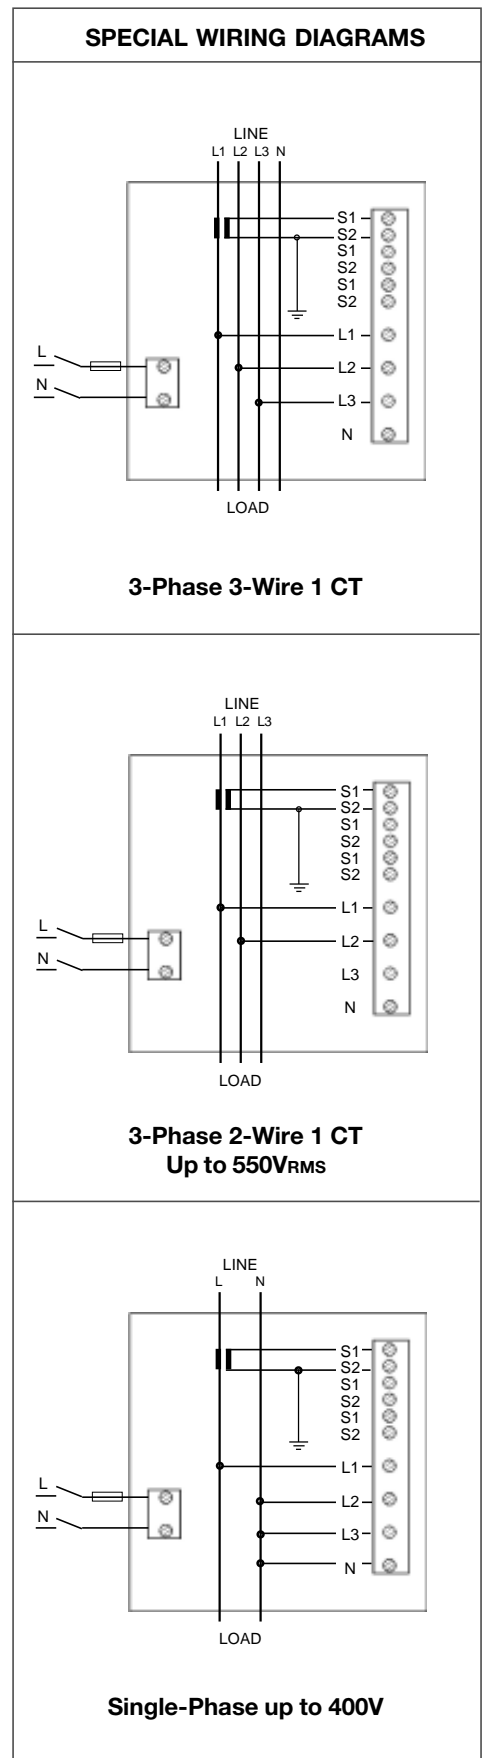 SPECIAL WIRING DIAGRAMS
LINE
L1 L2 L3 N
S1
S2
S1
S2
S1
S2
L1
L2
L3
N
L
N
LOAD
3-Phase 3-Wire 1 CT
LINE
L1 L2 L3
S1
S2
S1
S2
S1
S2
L1
L2
L3
N
L
N
LOAD
3-Phase 2-Wire 1 CT
Up to 550VRMS
LINE
L N
S1
S2
S1
S2
S1
S2
L1
L2
L3
N
L
N
LOAD
Single-Phase up to 400V